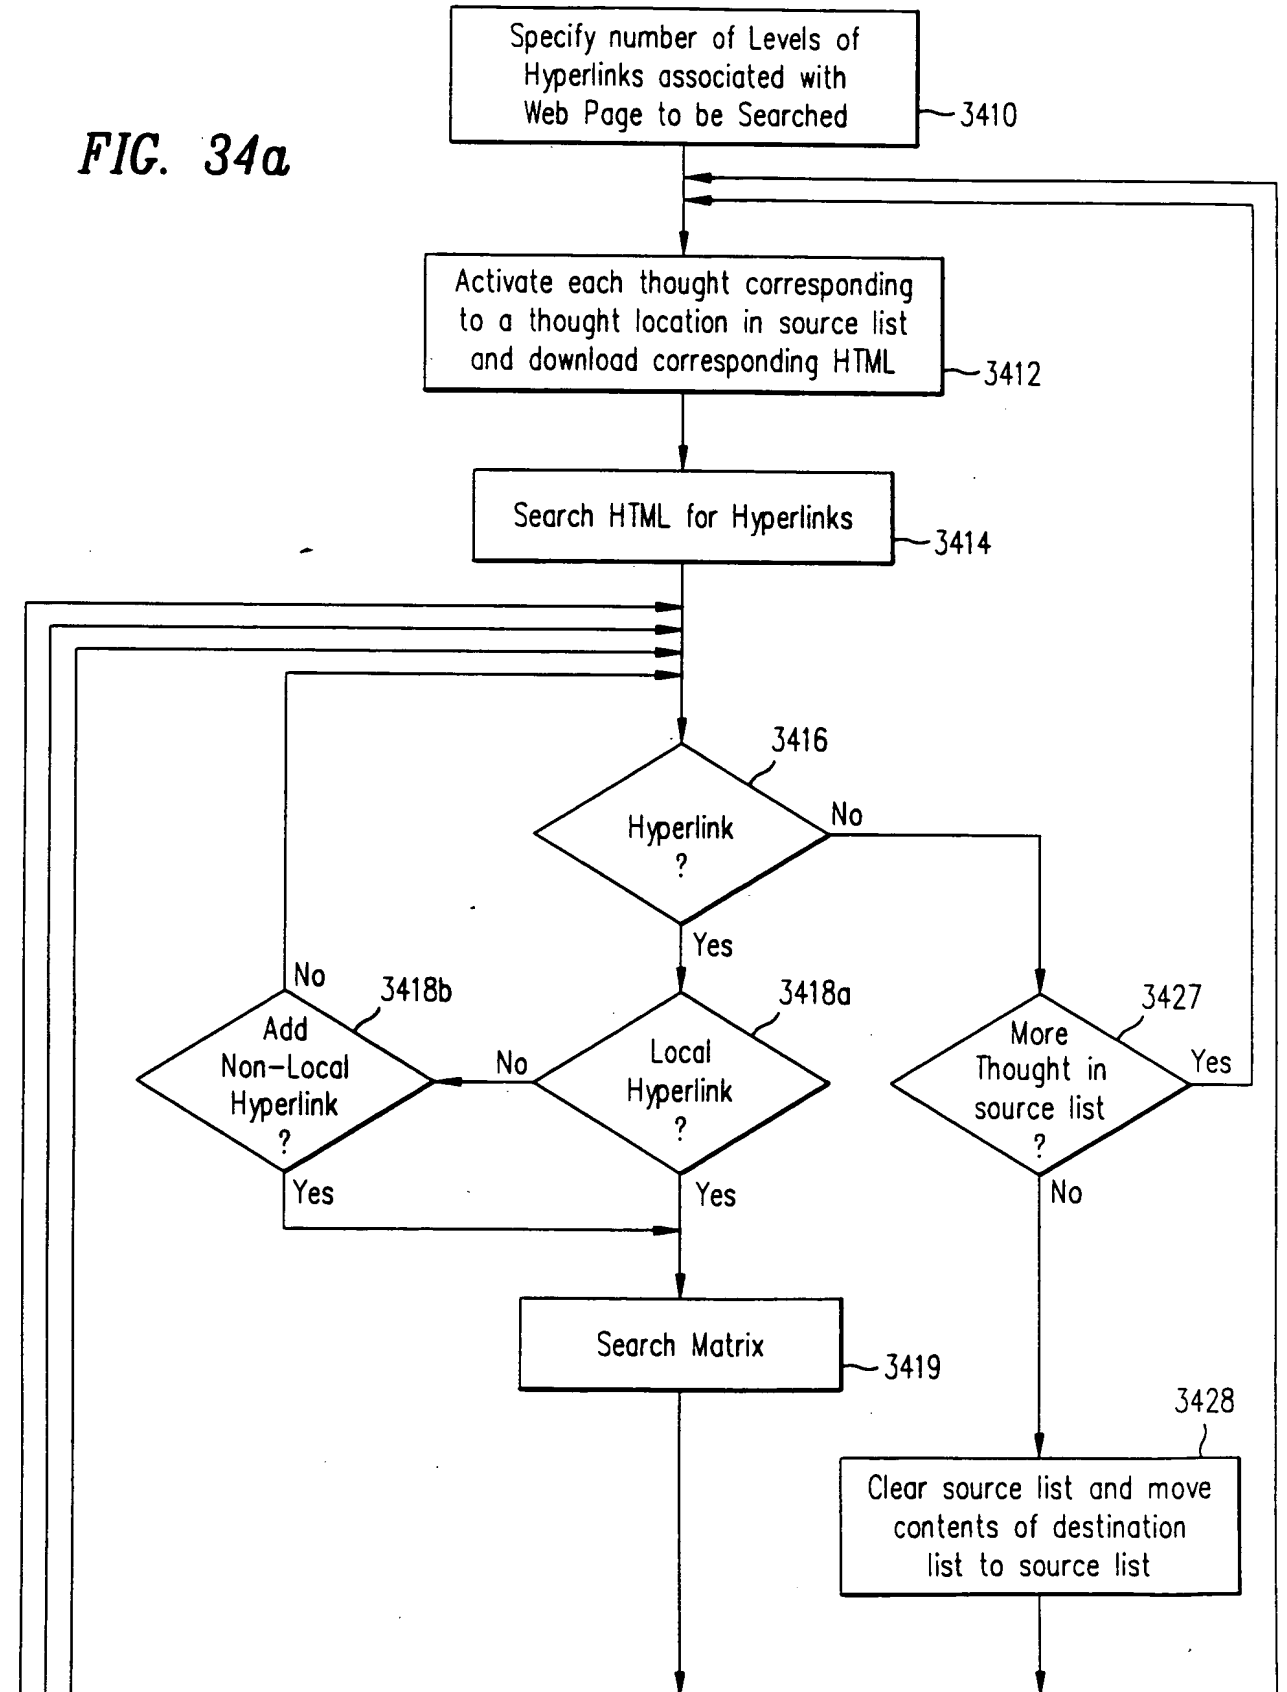 Specify number of Levels of
Hyperlinks associated with
Web Page to be Searched
3410
FIG. 34a
Activate each thought corresponding
to a thought location in source list
and download corresponding HTML
3412
Search HTML for Hyperlinks
3414
3416
Hyperlink
?
No
Yes
No
3418b
Add
Non-Local
Hyperlink
?
Yes
No
3418a
Local
Hyperlink
?
Yes
3427
More
Thought in
source list
?
Yes
No
Search Matrix
3419
3428
Clear source list and move
contents of destination
list to source list